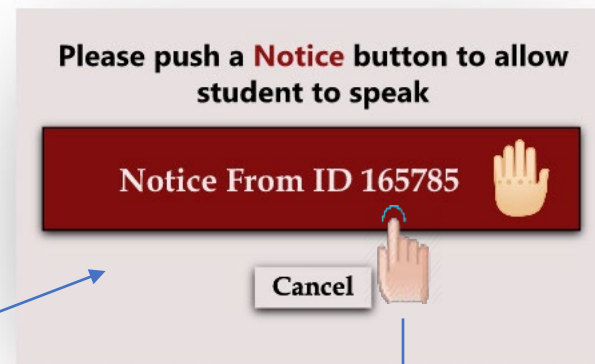 Please push a Notice button to allow
student to speak
Notice From ID 165785
Cancel